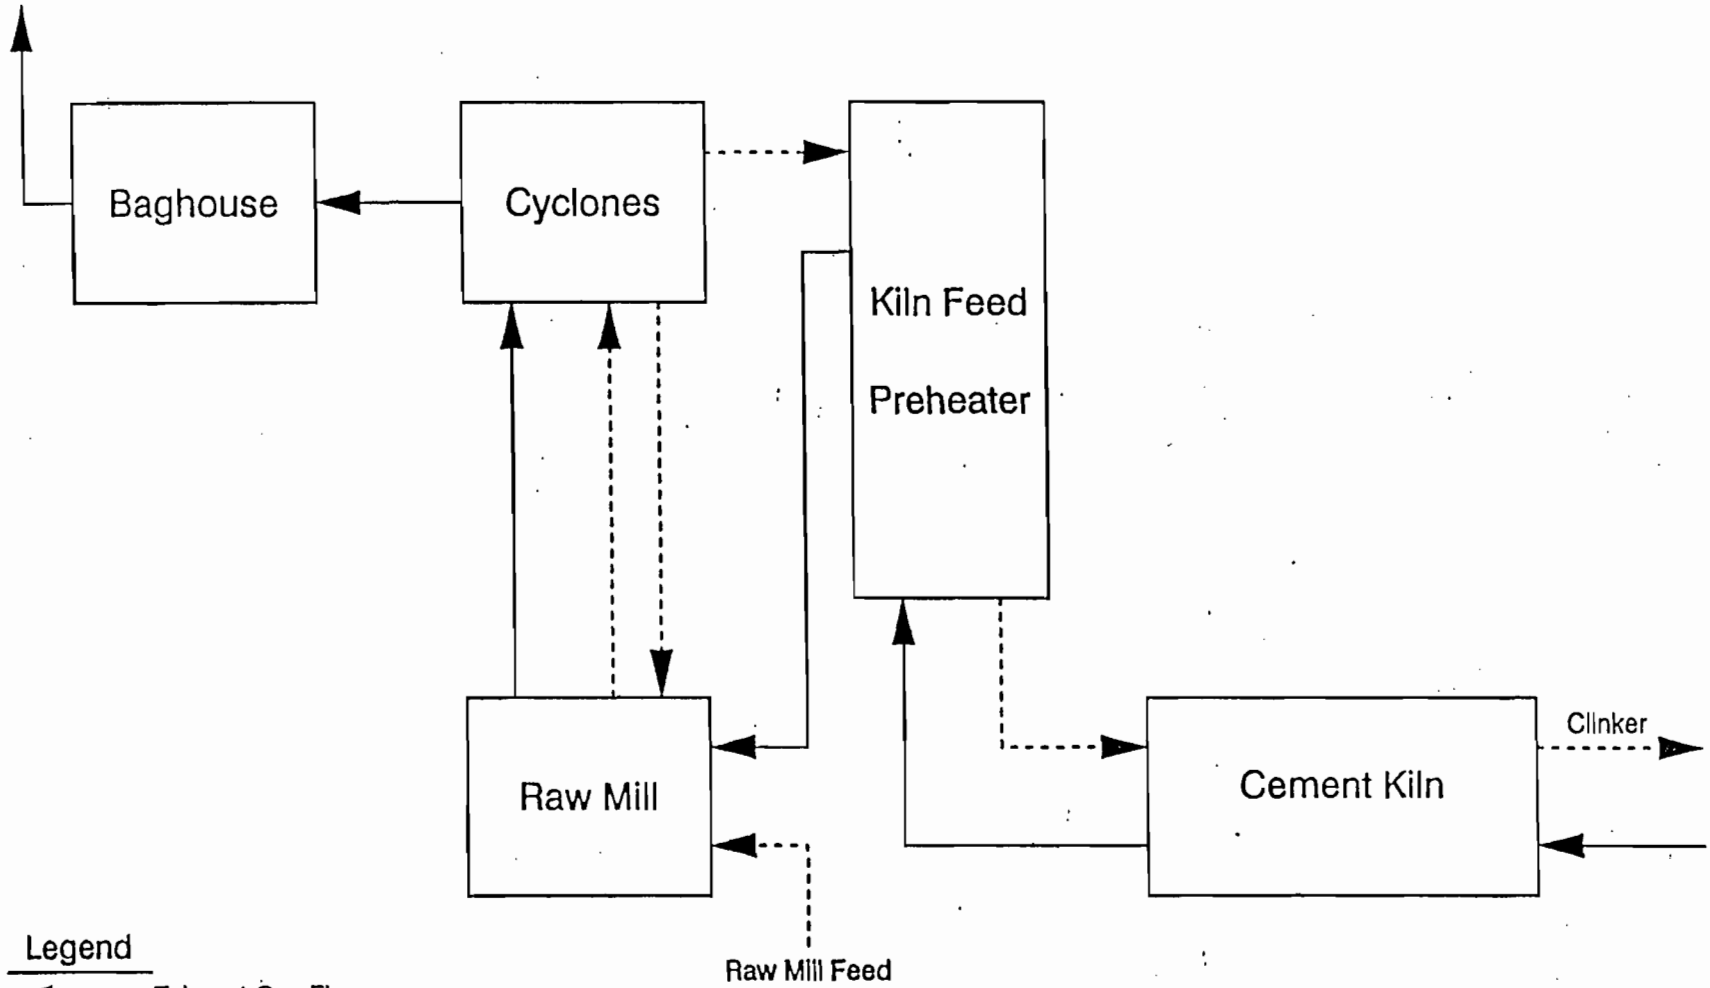 Baghouse
Cyclones
Kiln Feed
Preheater
Clinker
Raw Mill
Cement Kiln
Legend
Raw Mill Feed